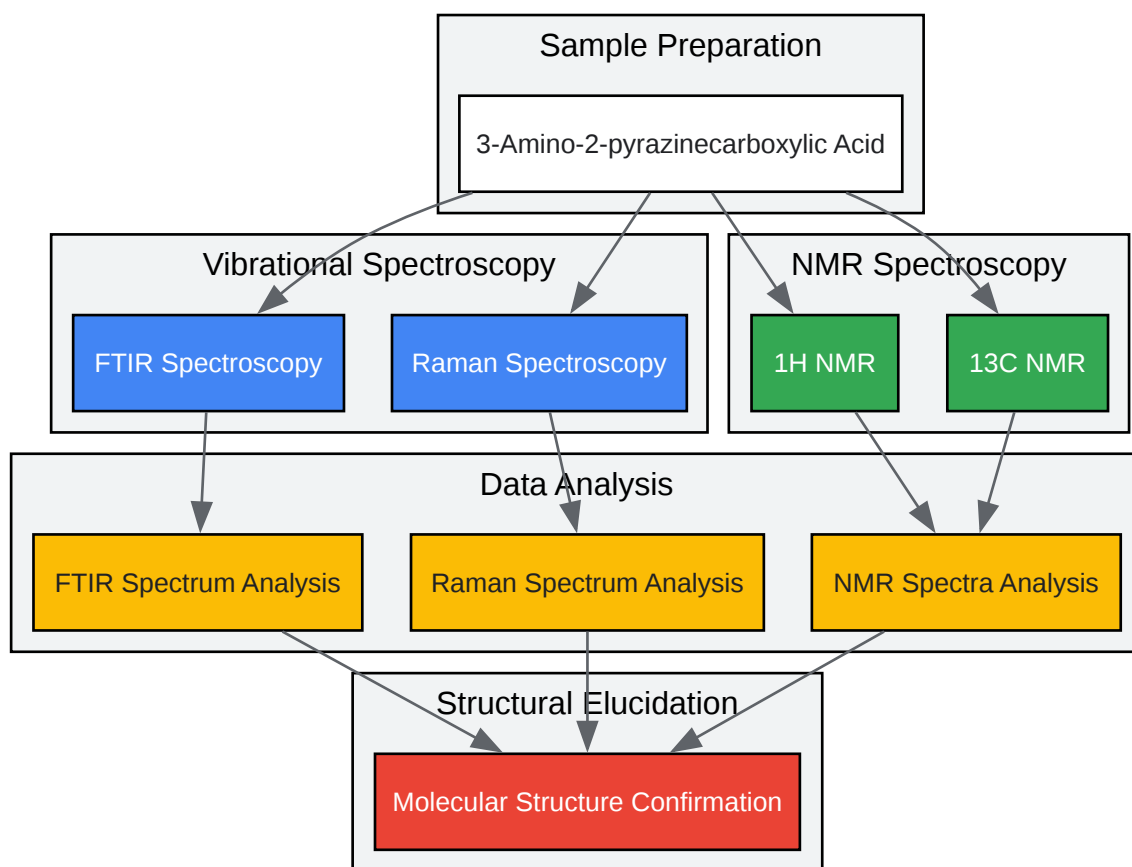 Sample Preparation
3-Amino-2-pyrazinecarboxylic Acid
Vibrational Spectroscopy
NMR Spectroscopy
FTIR Spectroscopy
Raman Spectroscopy
1H NMR
13C NMR
Data Analysis
FTIR Spectrum Analysis
Raman Spectrum Analysis
NMR Spectra Analysis
Structural Elucidation
Molecular Structure Confirmation